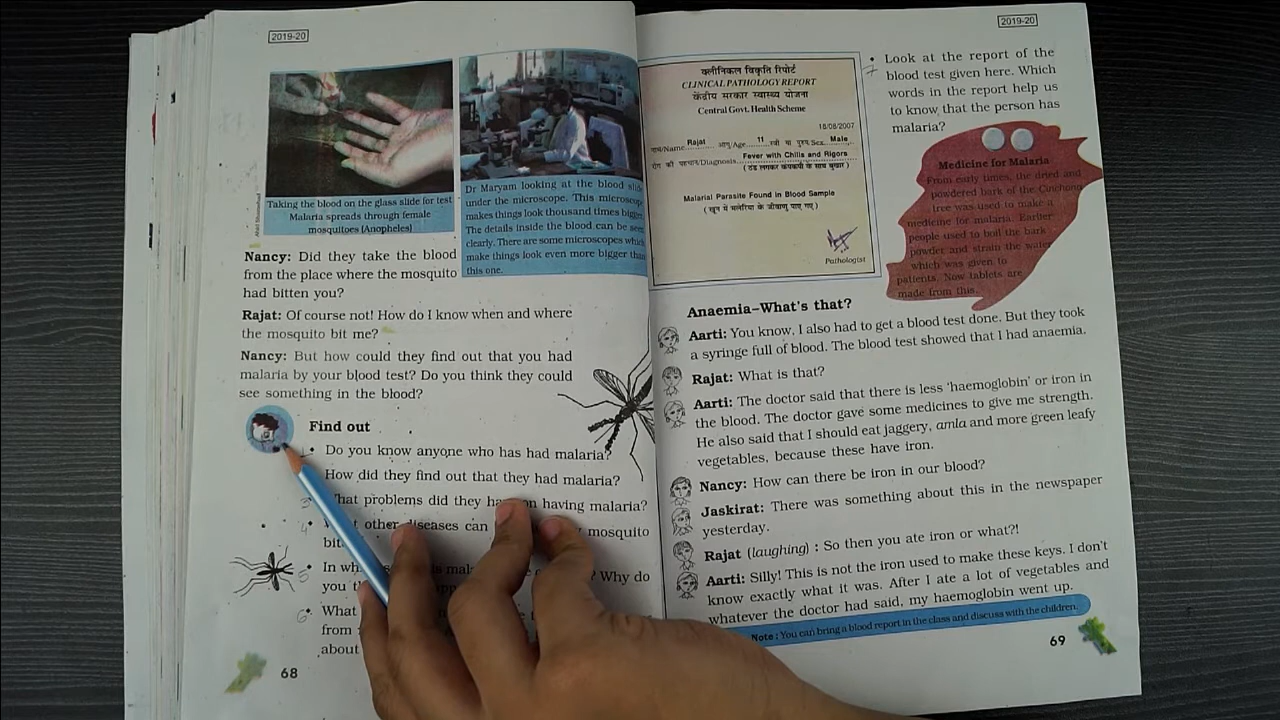 2019-20
Taking the blood on the glass slide for test
Malaria spreads through female
mosquitoes (Anopheles)
Dr Maryam looking at the blood slide
under the microscope. This microscope
makes things look thousand times bigger.
The details inside the blood can be seen
clearly. There are some microscopes which
make things look even more bigger than
this one.
Nancy: Did they take the blood
from the place where the mosquito
had bitten you?
Rajat: Of course not! How do I know when and where
the mosquito bit me?
Nancy: But how could they find out that you had
malaria by your blood test? Do you think they could
see something in the blood?
Find out
1 • Do you know anyone who has had malaria?
How did they find out that they had malaria?
3 What problems did they on having malaria?
4 • other diseases can mosquito
5 In Why do
you
6 • What
from
about
68
2019-20
क्लीनिकल विकृति रिपोर्ट
CLINICAL PATHOLOGY REPORT
केंद्रीय सरकार स्वास्थ्य योजना
Central Govt. Health Scheme
18/08/2007
नाम/Name Rajat आयु/Age 11 स्त्री या पुरुष/Sex Male
रोग की पहचान/Diagnosis Fever with Chills and Rigors
(ठंड लगकर कंपकंपी के साथ बुखार)
Malarial Parasite Found in Blood Sample
(खून में मलेरिया के जीवाणु पाए गए)
Pathologist
7 • Look at the report of the
blood test given here. Which
words in the report help us
to know that the person has
malaria?
Medicine for Malaria
From early times, the dried and
powdered bark of the Cinchona
tree was used to make a
medicine for malaria. Earlier
people used to boil the bark
powder and strain the water
which was given to
patients. Now tablets are
made from this.
Anaemia–What's that?
Aarti: You know, I also had to get a blood test done. But they took
a syringe full of blood. The blood test showed that I had anaemia.
Rajat: What is that?
Aarti: The doctor said that there is less 'haemoglobin' or iron in
the blood. The doctor gave some medicines to give me strength.
He also said that I should eat jaggery, amla and more green leafy
vegetables, because these have iron.
Nancy: How can there be iron in our blood?
Jaskirat: There was something about this in the newspaper
yesterday.
Rajat (laughing) : So then you ate iron or what?!
Aarti: Silly! This is not the iron used to make these keys. I don't
know exactly what it was. After I ate a lot of vegetables and
whatever the doctor had said, my haemoglobin went up.
Note : You can bring a blood report in the class and discuss with the children.
69